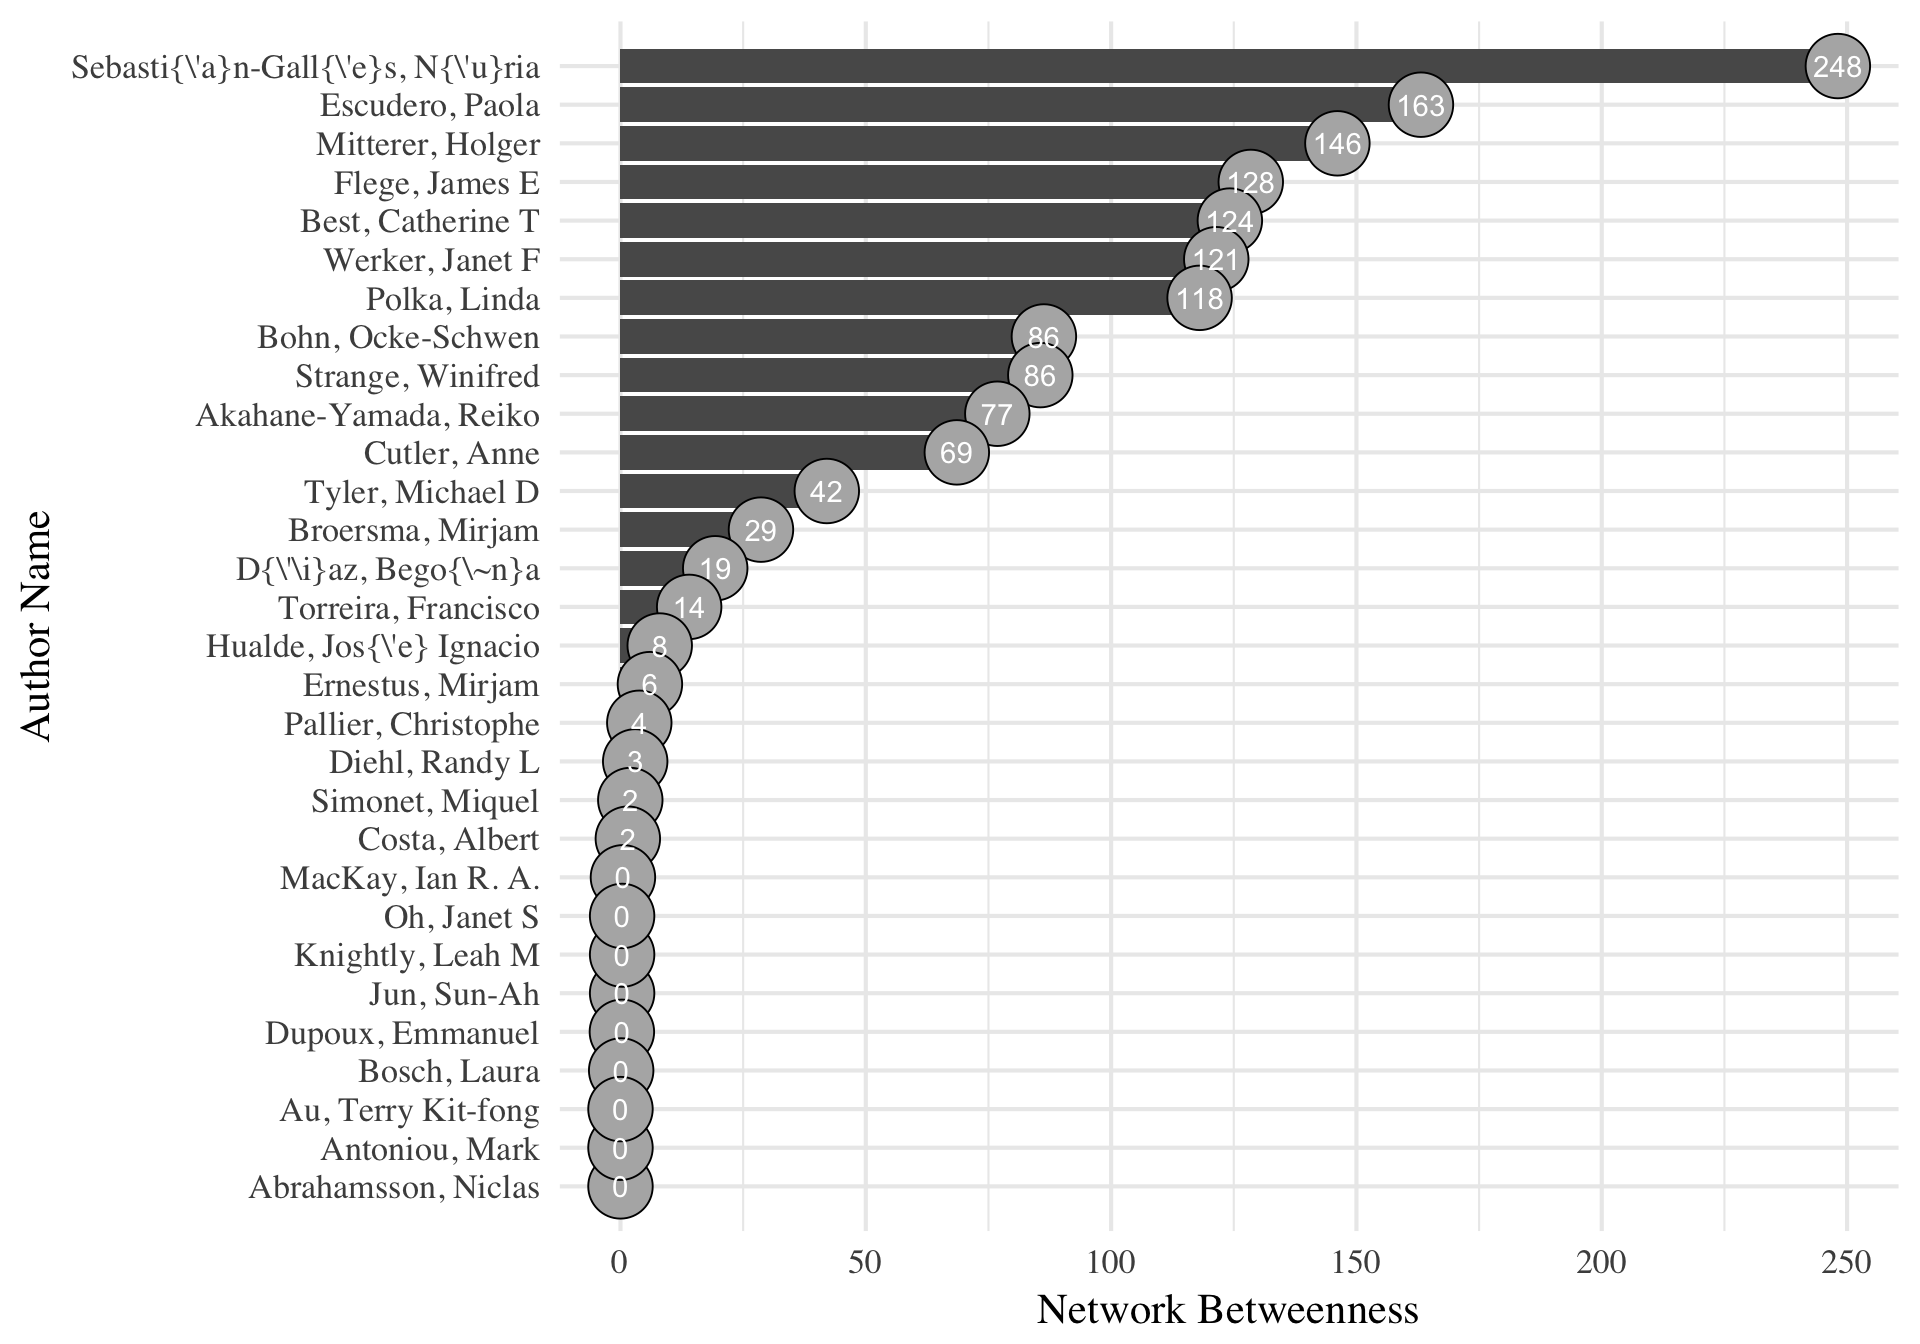 Sebasti{\'a}n-Gall{\'e}s, N{\'u}ria 248
Escudero, Paola 163
Mitterer, Holger 146
Flege, James E 128
Best, Catherine T 124
Werker, Janet F 121
Polka, Linda 118
Bohn, Ocke-Schwen 86
Strange, Winifred 86
Akahane-Yamada, Reiko 77
Cutler, Anne 69
Tyler, Michael D 42
Broersma, Mirjam 29
D{\'\i}az, Bego{\~n}a 19
Torreira, Francisco 14
Hualde, Jos{\'e} Ignacio 8
Ernestus, Mirjam 6
Pallier, Christophe 4
Diehl, Randy L 3
Simonet, Miquel 2
Costa, Albert 2
MacKay, Ian R. A. 0
Oh, Janet S 0
Knightly, Leah M 0
Jun, Sun-Ah 0
Dupoux, Emmanuel 0
Bosch, Laura 0
Au, Terry Kit-fong 0
Antoniou, Mark 0
Abrahamsson, Niclas 0
Author Name
0 50 100 150 200 250
Network Betweenness